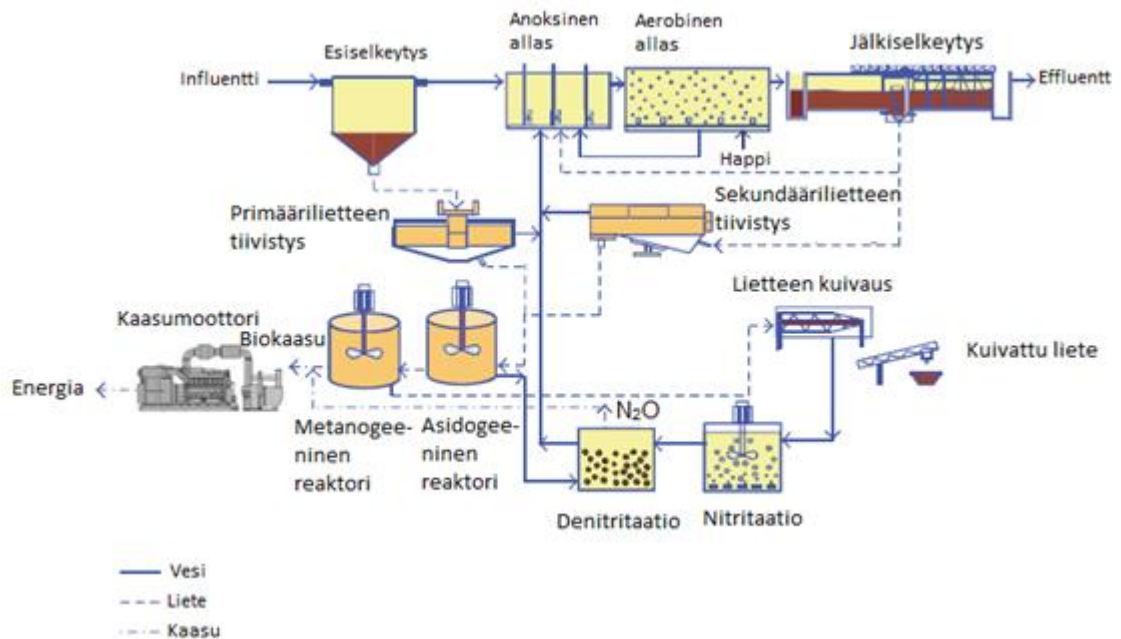 Anoksinen
allas
Aerobinen
allas
Esiselkeytys
Jälkiselkeytys
Influentti
Effluentt
Happi
Primäärilietteen
tiivistys
Sekundäärilietteen
tiivistys
Lietteen kuivaus
Kaasumoottori
Biokaasu
Kuivattu liete
Energia
N₂O
Metanogee-
ninen
reaktori
Asidogee-
ninen
reaktori
Denitritaatio
Nitritaatio
Vesi
Liete
Kaasu